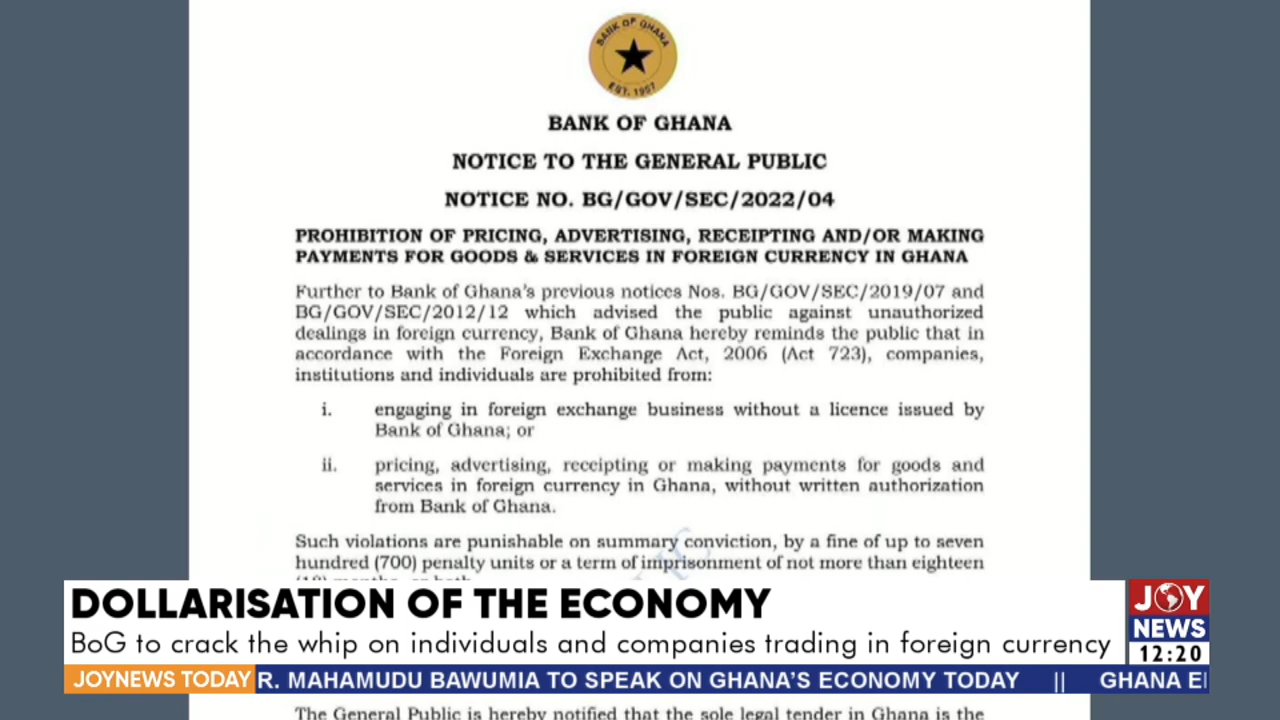 BANK OF GHANA
EST. 1957
BANK OF GHANA
NOTICE TO THE GENERAL PUBLIC
NOTICE NO. BG/GOV/SEC/2022/04
PROHIBITION OF PRICING, ADVERTISING, RECEIPTING AND/OR MAKING
PAYMENTS FOR GOODS & SERVICES IN FOREIGN CURRENCY IN GHANA
Further to Bank of Ghana's previous notices Nos. BG/GOV/SEC/2019/07 and
BG/GOV/SEC/2012/12 which advised the public against unauthorized
dealings in foreign currency, Bank of Ghana hereby reminds the public that in
accordance with the Foreign Exchange Act, 2006 (Act 723), companies,
institutions and individuals are prohibited from:
i. engaging in foreign exchange business without a licence issued by
Bank of Ghana; or
ii. pricing, advertising, receipting or making payments for goods and
services in foreign currency in Ghana, without written authorization
from Bank of Ghana.
Such violations are punishable on summary conviction, by a fine of up to seven
hundred (700) penalty units or a term of imprisonment of not more than eighteen
DOLLARISATION OF THE ECONOMY
BoG to crack the whip on individuals and companies trading in foreign currency
JOY
NEWS
12:20
JOYNEWS TODAY R. MAHAMUDU BAWUMIA TO SPEAK ON GHANA'S ECONOMY TODAY || GHANA
The General Public is hereby notified that the sole legal tender in Ghana is the